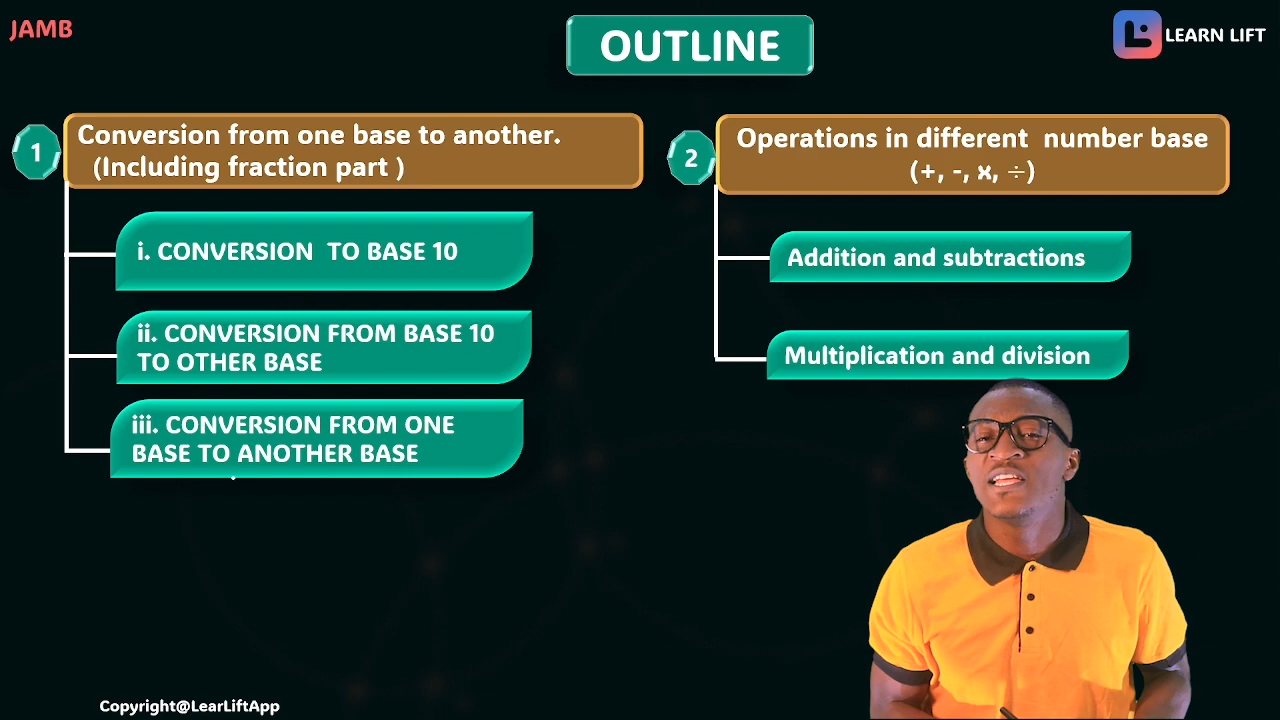 JAMB
OUTLINE
LEARN LIFT
1
Conversion from one base to another.
(Including fraction part )
i. CONVERSION TO BASE 10
ii. CONVERSION FROM BASE 10
TO OTHER BASE
iii. CONVERSION FROM ONE
BASE TO ANOTHER BASE
2
Operations in different number base
(+, -, x, ÷)
Addition and subtractions
Multiplication and division
Copyright@LearLiftApp